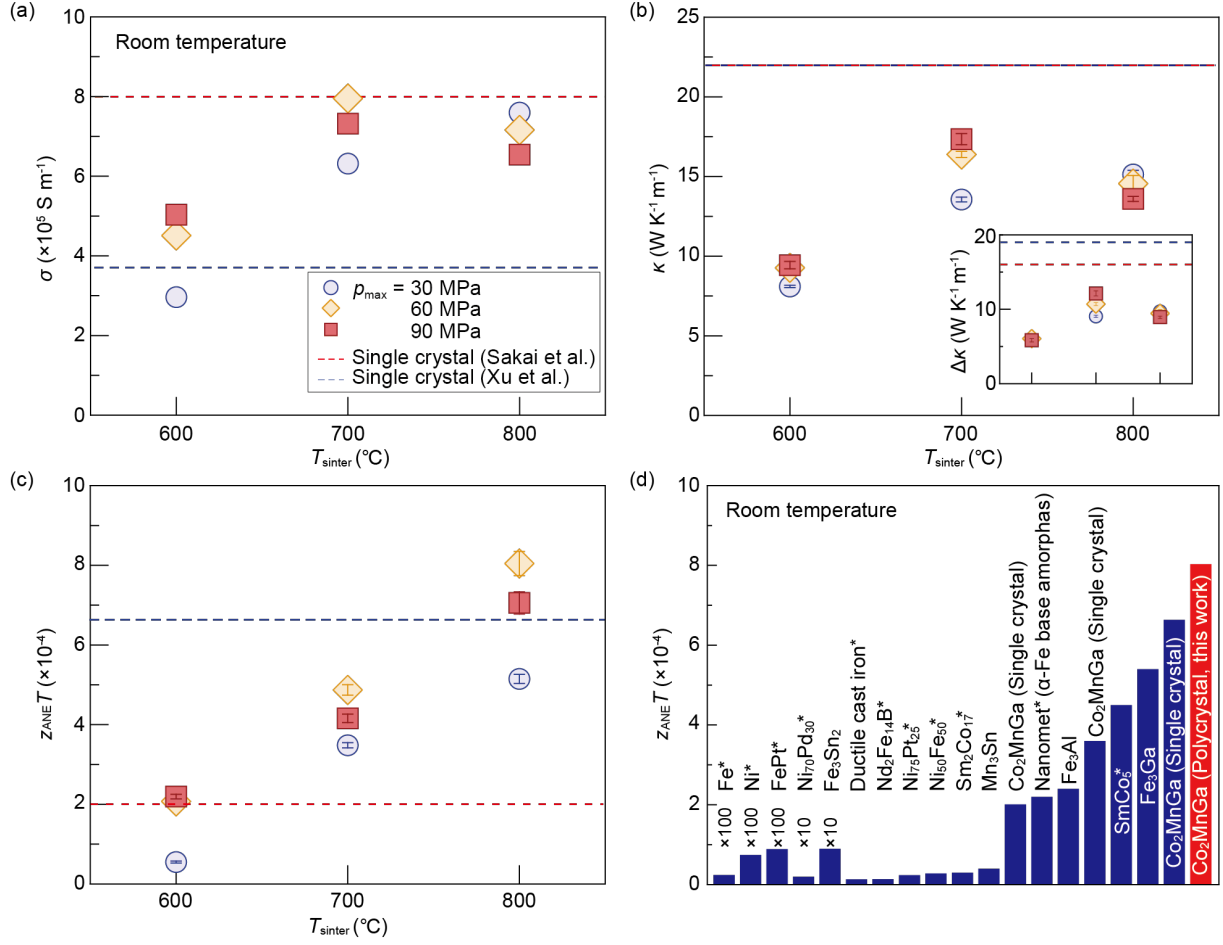 (a)
10
8
6
4
2
0
σ (×10⁵ S m⁻¹)
Room temperature
p_max = 30 MPa
60 MPa
90 MPa
Single crystal (Sakai et al.)
Single crystal (Xu et al.)
600
700
800
T_sinter (℃)
(b)
25
22
17
15
10
5
0
κ (W K⁻¹ m⁻¹)
20
10
0
Δκ (W K⁻¹ m⁻¹)
600
700
800
T_sinter (℃)
(c)
10
8
6
4
2
0
z_ANE T (×10⁻⁴)
600
700
800
T_sinter (℃)
(d)
10
8
6
4
2
0
z_ANE T (×10⁻⁴)
Room temperature
×100 Fe*
×100 Ni*
×100 FePt*
×10 Ni₇₀Pd₃₀*
×10 Fe₃Sn₂
Ductile cast iron*
Nd₂Fe₁₄B*
Ni₇₅Pt₂₅*
Ni₅₀Fe₅₀*
Sm₂Co₁₇*
Mn₃Sn
Co₂MnGa (Single crystal)
Nanomet* (α-Fe base amorphas)
Fe₃Al
Co₂MnGa (Single crystal)
SmCo₅*
Fe₃Ga
Co₂MnGa (Single crystal)
Co₂MnGa (Polycrystal, this work)